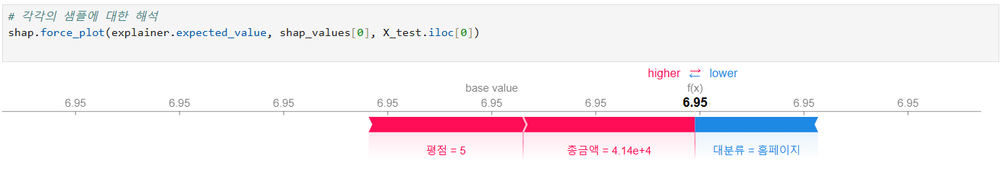 # 각각의 샘플에 대한 해석
shap.force_plot(explainer.expected_value, shap_values[0], X_test.iloc[0])
higher ⇄ lower
base value f(x)
6.95 6.95 6.95 6.95 6.95 6.95 6.95 6.95 6.95
평점 = 5 총금액 = 4.14e+4 대분류 = 홈페이지